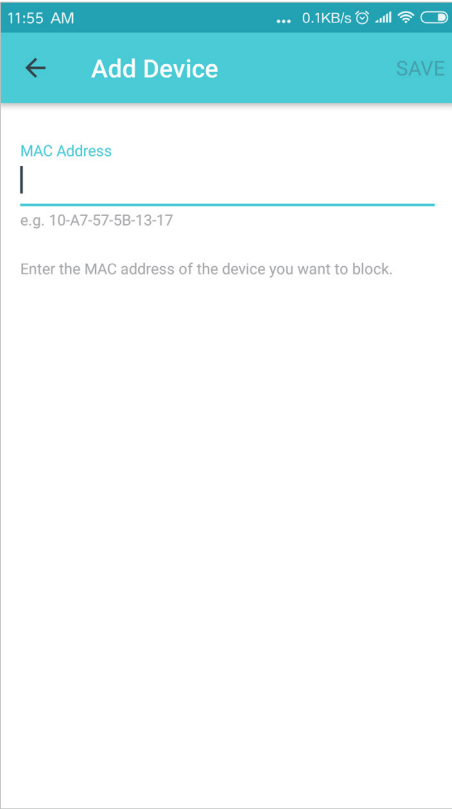 11:55 AM ... 0.1KB/s
Add Device SAVE
MAC Address
e.g. 10-A7-57-5B-13-17
Enter the MAC address of the device you want to block.